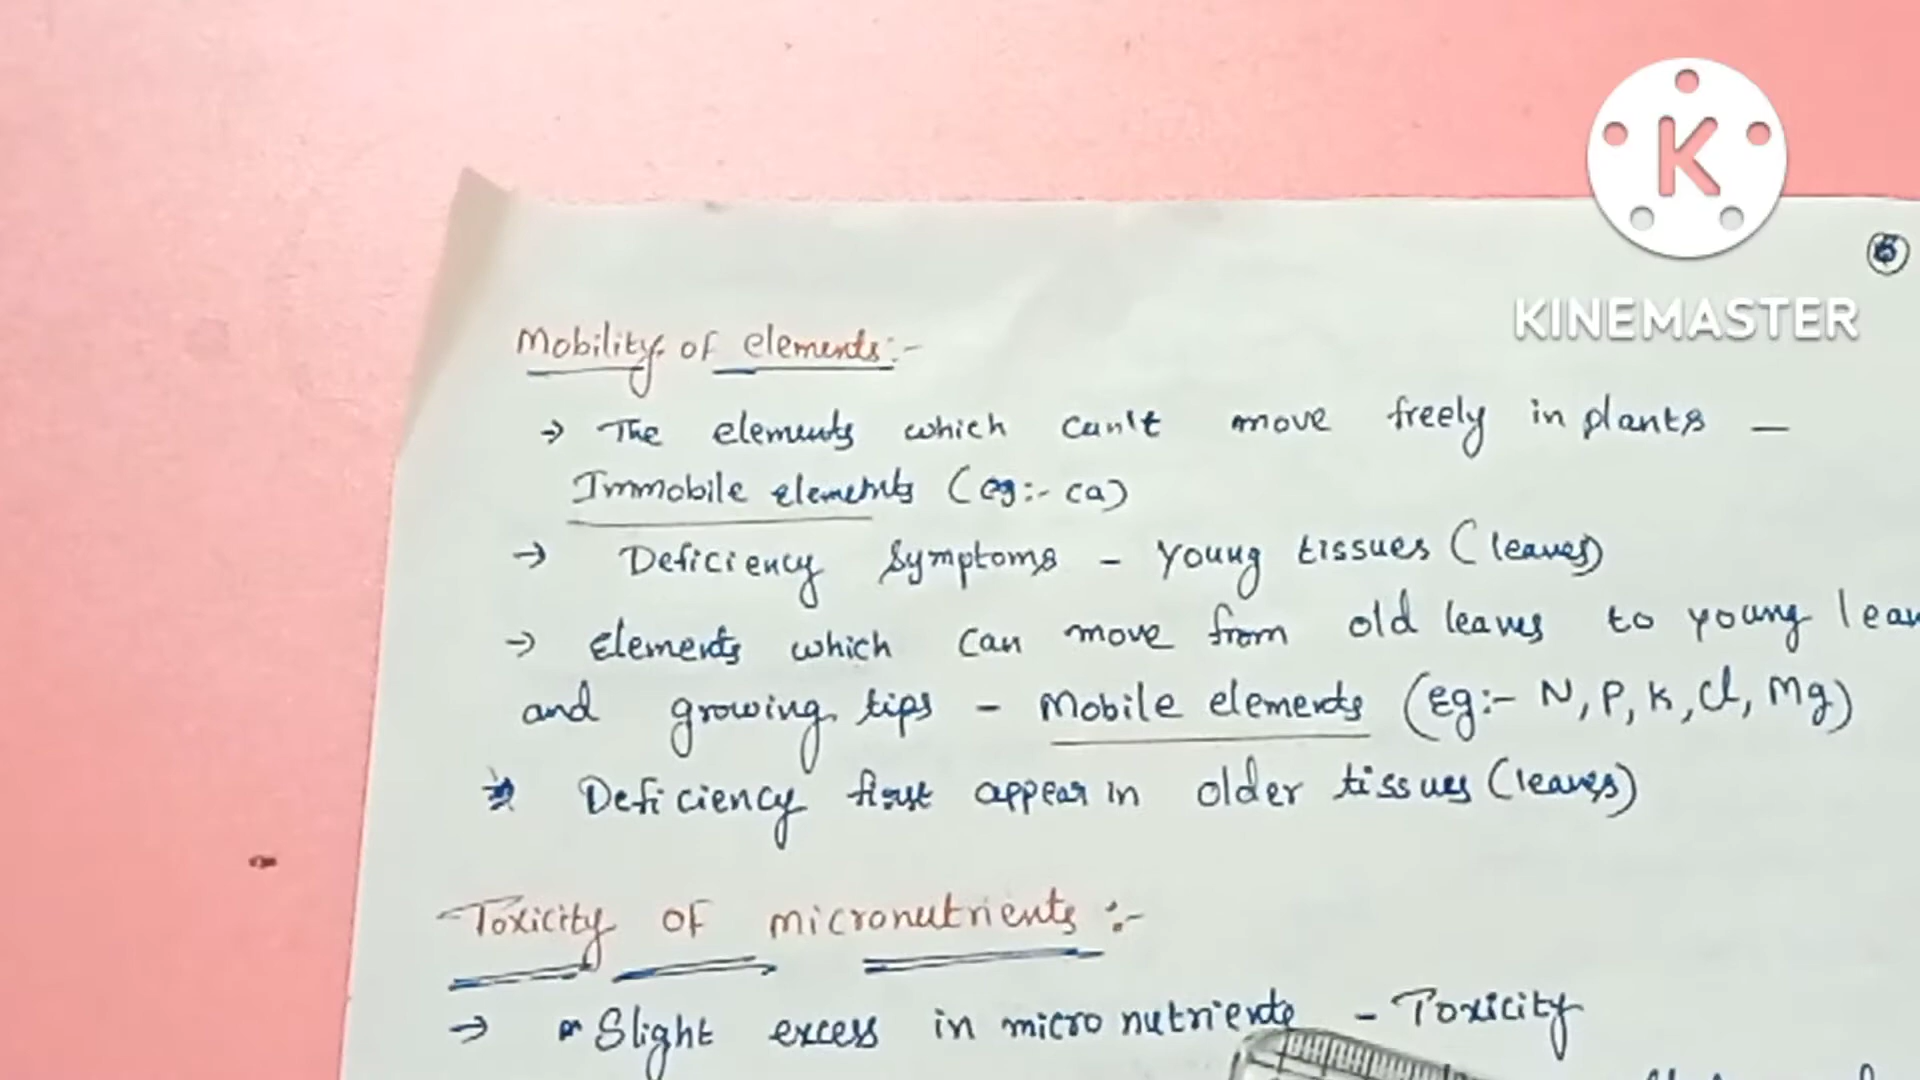 K
KINEMASTER
Mobility of elements:-
→ The elements which can't move freely in plants —
Immobile elements (eg:- Ca)
→ Deficiency Symptoms - Young tissues (leaves)
→ Elements which can move from old leaves to young leav
and growing tips - Mobile elements (eg:- N, P, K, Cl, Mg)
→ Deficiency first appear in older tissues (leaves)
Toxicity of micronutrients :-
→ Slight excess in micro nutriente - Toxicity